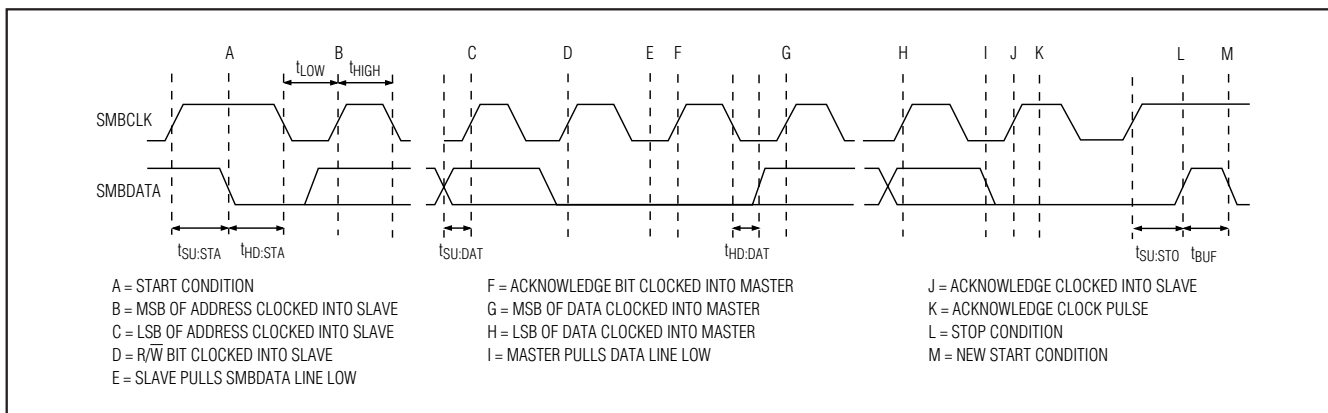 A B C D E F G H I J K L M
tLOW tHIGH
SMBCLK
SMBDATA
tSU:STA tHD:STA tSU:DAT tHD:DAT tSU:STO tBUF
A = START CONDITION
B = MSB OF ADDRESS CLOCKED INTO SLAVE
C = LSB OF ADDRESS CLOCKED INTO SLAVE
D = R/W̅ BIT CLOCKED INTO SLAVE
E = SLAVE PULLS SMBDATA LINE LOW
F = ACKNOWLEDGE BIT CLOCKED INTO MASTER
G = MSB OF DATA CLOCKED INTO MASTER
H = LSB OF DATA CLOCKED INTO MASTER
I = MASTER PULLS DATA LINE LOW
J = ACKNOWLEDGE CLOCKED INTO SLAVE
K = ACKNOWLEDGE CLOCK PULSE
L = STOP CONDITION
M = NEW START CONDITION